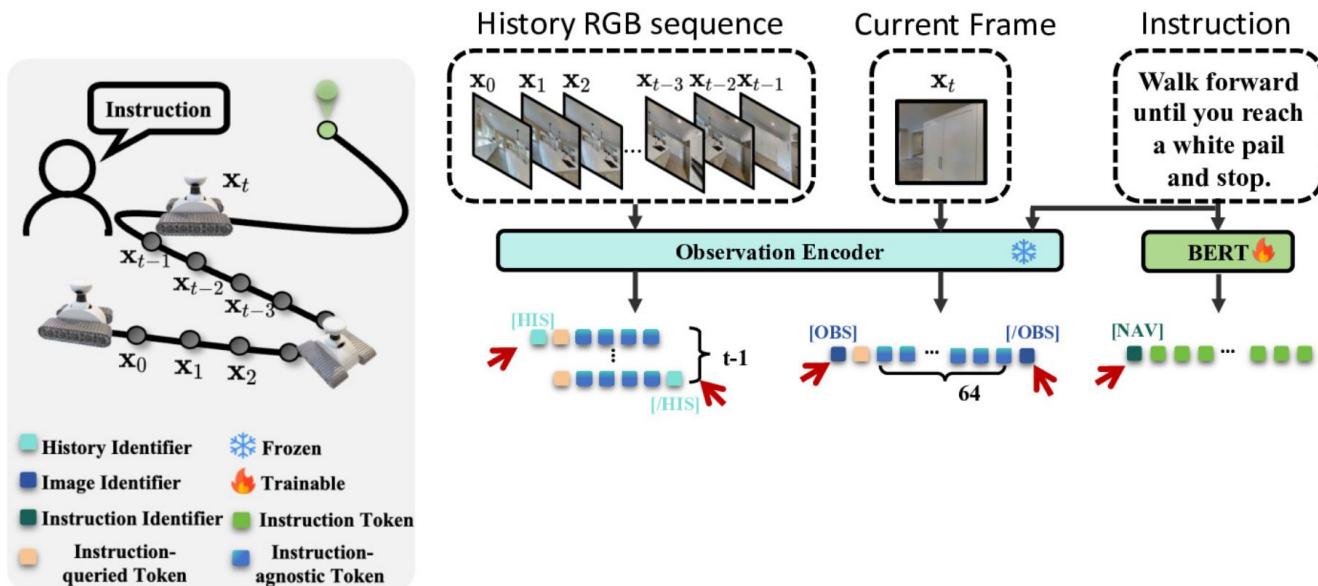 History RGB sequence
Current Frame
Instruction
x_0 x_1 x_2 x_{t-3} x_{t-2} x_{t-1}
...
x_t
Walk forward
until you reach
a white pail
and stop.
Observation Encoder
BERT
[HIS]
[/HIS]
t-1
[OBS]
[/OBS]
...
64
[NAV]
...
Instruction
x_t
x_{t-1}
x_{t-2}
x_{t-3}
x_0 x_1 x_2
History Identifier
Frozen
Image Identifier
Trainable
Instruction Identifier
Instruction Token
Instruction-
queried Token
Instruction-
agnostic Token